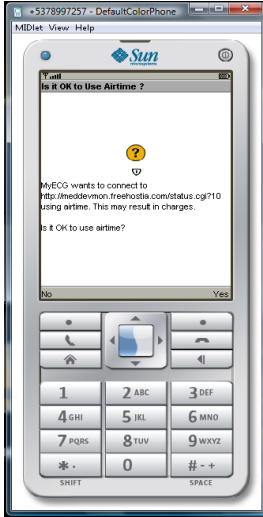 +5378997257 - DefaultColorPhone
MIDlet View Help
Sun
microsystems
Is it OK to Use Airtime ?
?
MyECG wants to connect to
http://meddevmon.freehostia.com/status.cgi?10
using airtime. This may result in charges.
Is it OK to use airtime?
No Yes
1 2 ABC 3 DEF
4 GHI 5 JKL 6 MNO
7 PQRS 8 TUV 9 WXYZ
* . 0 # - +
SHIFT SPACE